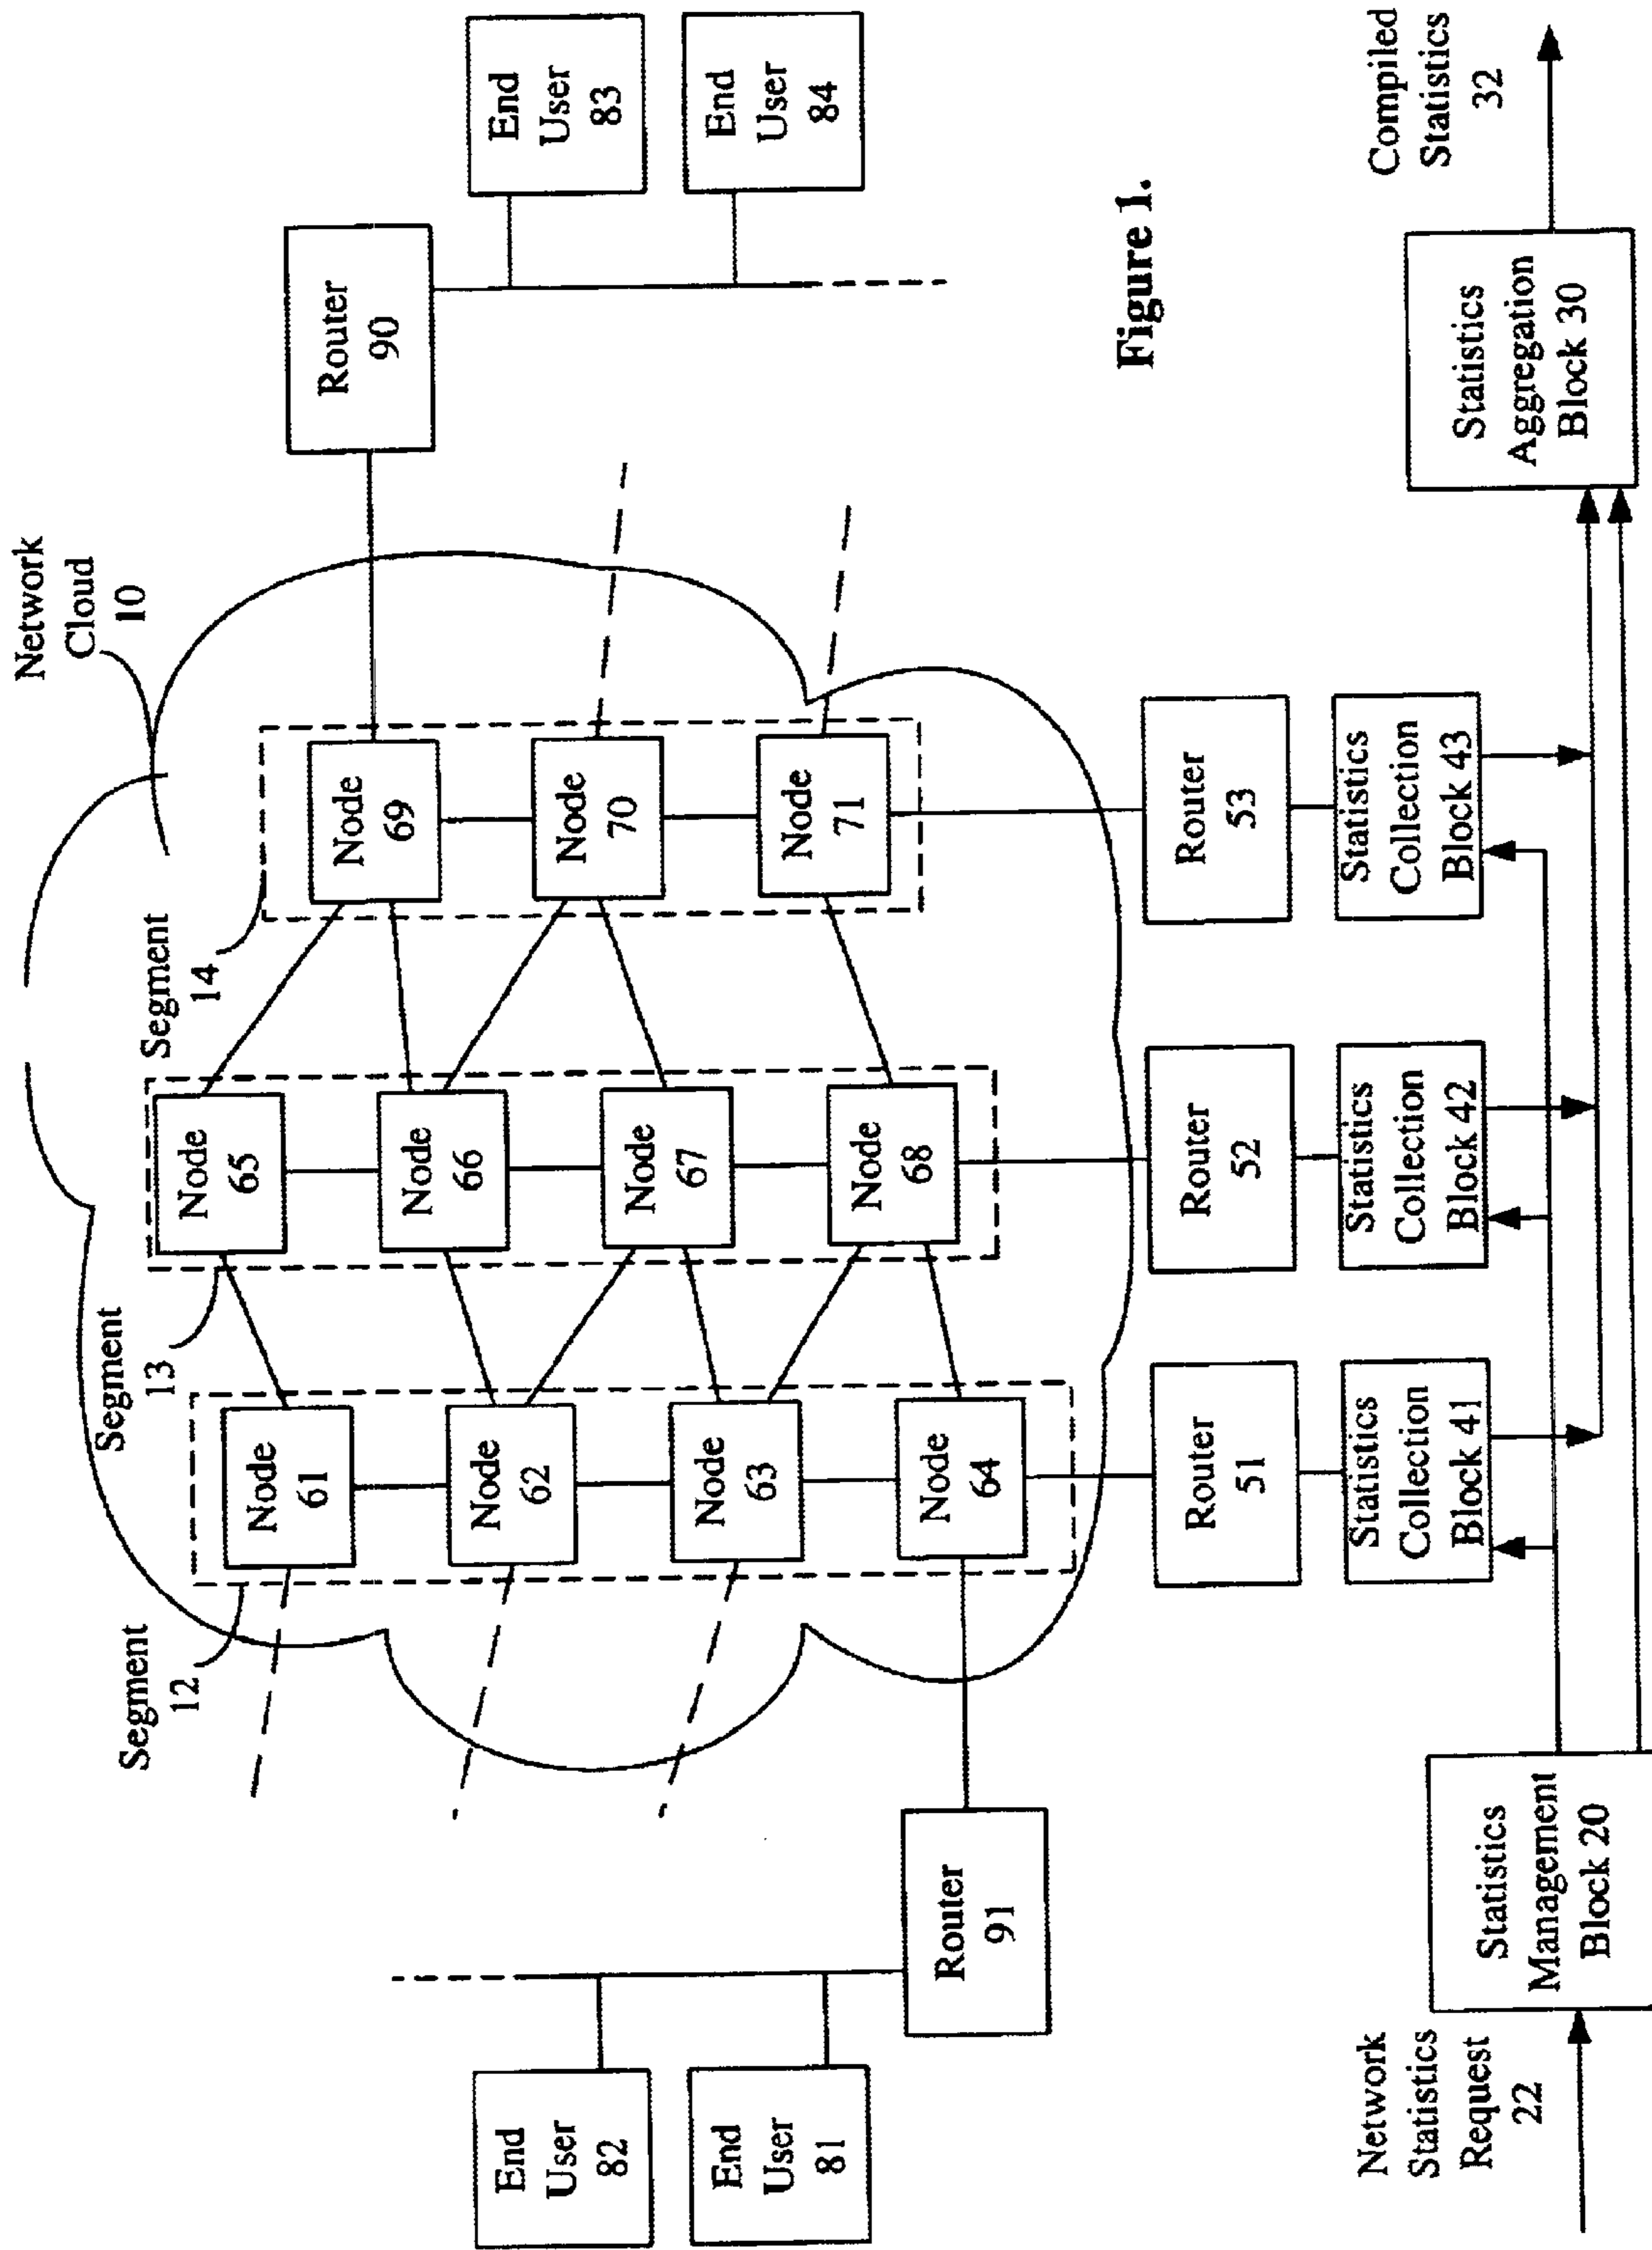 Network
Cloud
10
Segment
12
Segment
13
Segment
14
Node
61
Node
62
Node
63
Node
64
Node
65
Node
66
Node
67
Node
68
Node
69
Node
70
Node
71
End
User
82
End
User
81
Router
91
Router
90
End
User
83
End
User
84
Router
51
Router
52
Router
53
Statistics
Collection
Block 41
Statistics
Collection
Block 42
Statistics
Collection
Block 43
Network
Statistics
Request
22
Statistics
Management
Block 20
Statistics
Aggregation
Block 30
Compiled
Statistics
32
Figure 1.